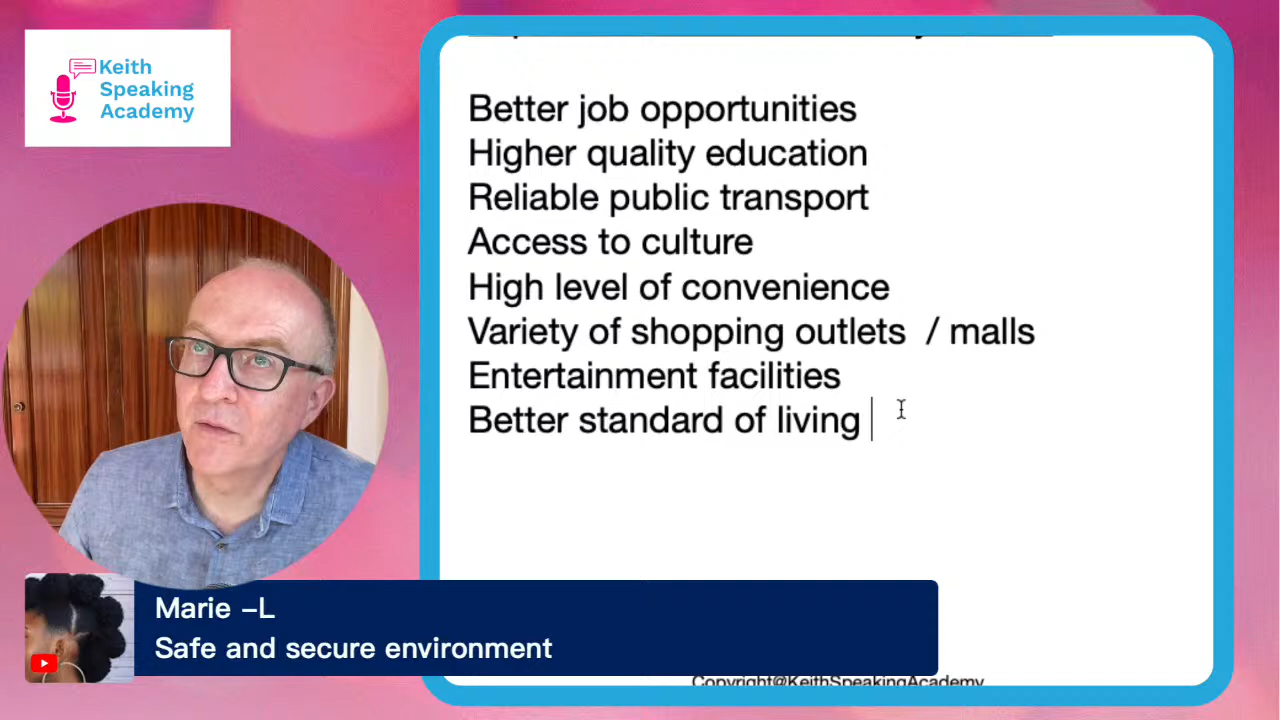 Keith
Speaking
Academy
Better job opportunities
Higher quality education
Reliable public transport
Access to culture
High level of convenience
Variety of shopping outlets / malls
Entertainment facilities
Better standard of living
Marie –L
Safe and secure environment
Copyright@KeithSpeakingAcademy